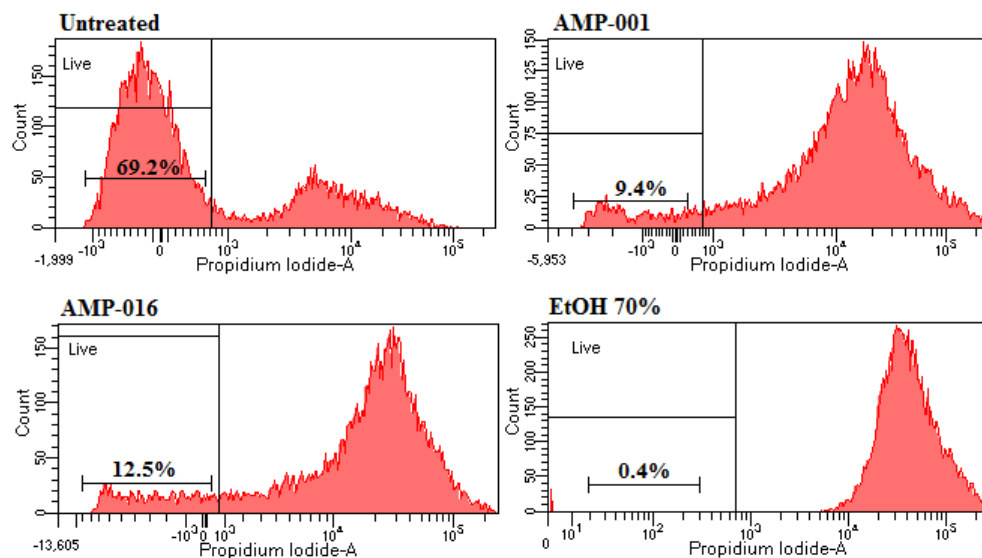 Untreated
Live
69.2%
Count
0 50 100 150
-10³ 0 10³ 10⁴ 10⁵
-1,999
Propidium Iodide-A
AMP-001
Live
9.4%
Count
0 25 50 75 100 125 150
-10³ 0 10³ 10⁴ 10⁵
-5,953
Propidium Iodide-A
AMP-016
Live
12.5%
Count
0 50 100 150
-10³ 0 10³ 10⁴ 10⁵
-13,605
Propidium Iodide-A
EtOH 70%
Live
0.4%
Count
0 50 100 150 200 250
0 10¹ 10² 10³ 10⁴ 10⁵
Propidium Iodide-A